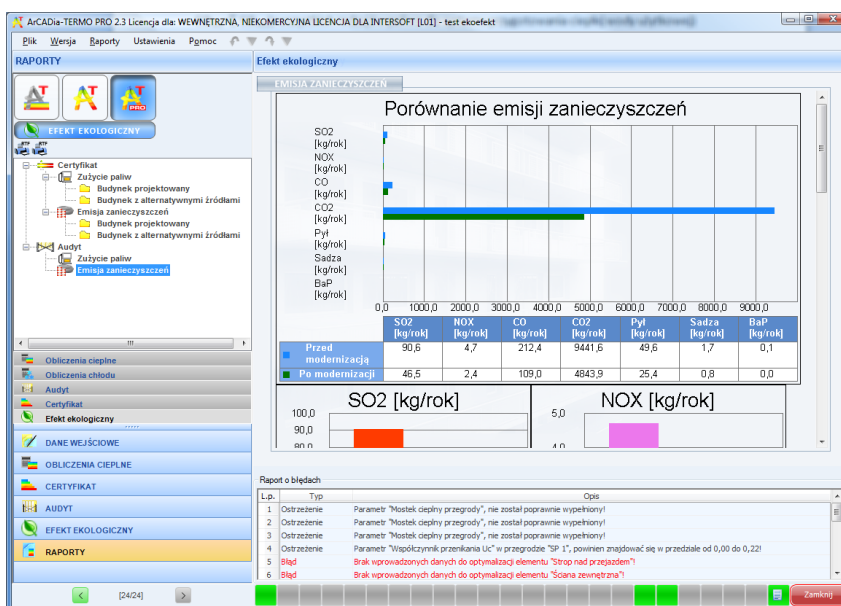 ArCADia-TERMO PRO 2.3 Licencja dla: WEWNĘTRZNA, NIEKOMERCYJNA LICENCJA DLA INTERSOFT [L01] - test ekoefekt
Plik Wersja Raporty Ustawienia Pomoc
RAPORTY
Efekt ekologiczny
EMISJA ZANIECZYSZCZEŃ
AT AT AT PRO
EFEKT EKOLOGICZNY
RTF RTF
Certyfikat
Zużycie paliw
Budynek projektowany
Budynek z alternatywnymi źródłami
Emisja zanieczyszczeń
Budynek projektowany
Budynek z alternatywnymi źródłami
Audyt
Zużycie paliw
Emisja zanieczyszczeń
Obliczenia cieplne
Obliczenia chłodu
Audyt
Certyfikat
Efekt ekologiczny
DANE WEJŚCIOWE
OBLICZENIA CIEPLNE
CERTYFIKAT
AUDYT
EFEKT EKOLOGICZNY
RAPORTY
[24/24]
Porównanie emisji zanieczyszczeń
SO2
[kg/rok]
NOX
[kg/rok]
CO
[kg/rok]
CO2
[kg/rok]
Pył
[kg/rok]
Sadza
[kg/rok]
BaP
[kg/rok]
0,0 1000,0 2000,0 3000,0 4000,0 5000,0 6000,0 7000,0 8000,0 9000,0
SO2 NOX CO CO2 Pył Sadza BaP
[kg/rok] [kg/rok] [kg/rok] [kg/rok] [kg/rok] [kg/rok] [kg/rok]
Przed modernizacją 90,6 4,7 212,4 9441,6 49,6 1,7 0,1
Po modernizacji 46,5 2,4 109,0 4843,9 25,4 0,8 0,0
SO2 [kg/rok] NOX [kg/rok]
100,0 5,0
90,0
80,0 4,0
Raport o błędach
L.p. Typ Opis
1 Ostrzeżenie Parametr "Mostek cieplny przegrody", nie został poprawnie wypełniony!
2 Ostrzeżenie Parametr "Mostek cieplny przegrody", nie został poprawnie wypełniony!
3 Ostrzeżenie Parametr "Mostek cieplny przegrody", nie został poprawnie wypełniony!
4 Ostrzeżenie Parametr "Współczynnik przenikania Uc" w przegrodzie "SP 1", powinien znajdować się w przedziale od 0,00 do 0,22!
5 Błąd Brak wprowadzonych danych do optymalizacji elementu "Strop nad przejazdem"!
6 Błąd Brak wprowadzonych danych do optymalizacji elementu "Ściana zewnętrzna"!
Zamknij